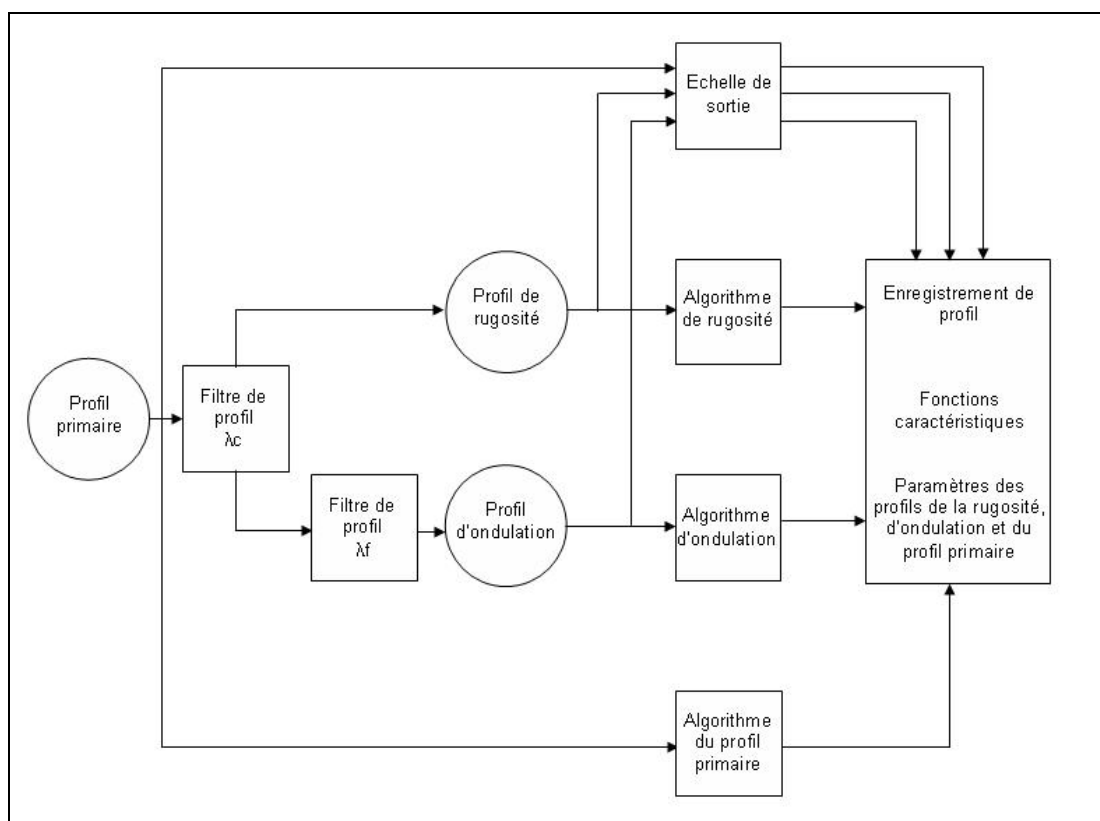 Echelle de
sortie
Profil de
rugosité
Algorithme
de rugosité
Enregistrement de
profil
Profil
primaire
Filtre de
profil
λc
Fonctions
caractéristiques
Filtre de
profil
λf
Profil
d'ondulation
Algorithme
d'ondulation
Paramètres des
profils de la rugosité,
d'ondulation et du
profil primaire
Algorithme
du profil
primaire